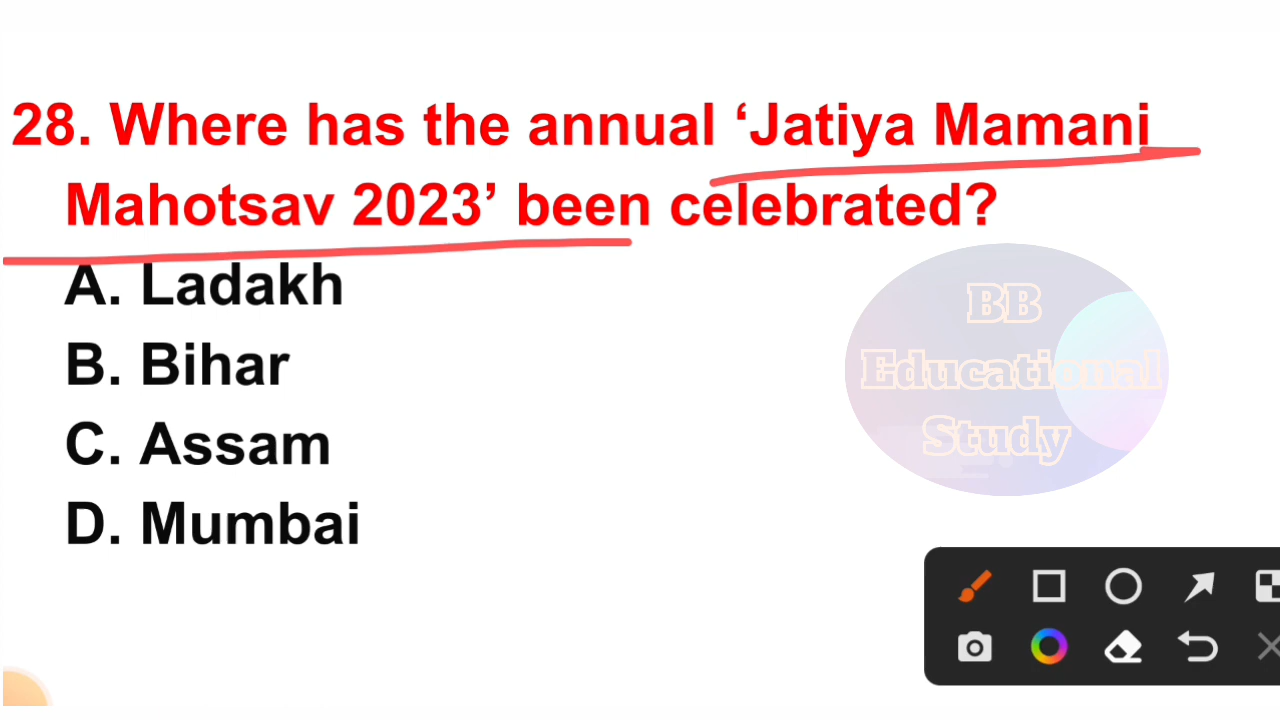 28. Where has the annual ‘Jatiya Mamani
Mahotsav 2023’ been celebrated?
A. Ladakh
B. Bihar
C. Assam
D. Mumbai
BB
Educational
Study